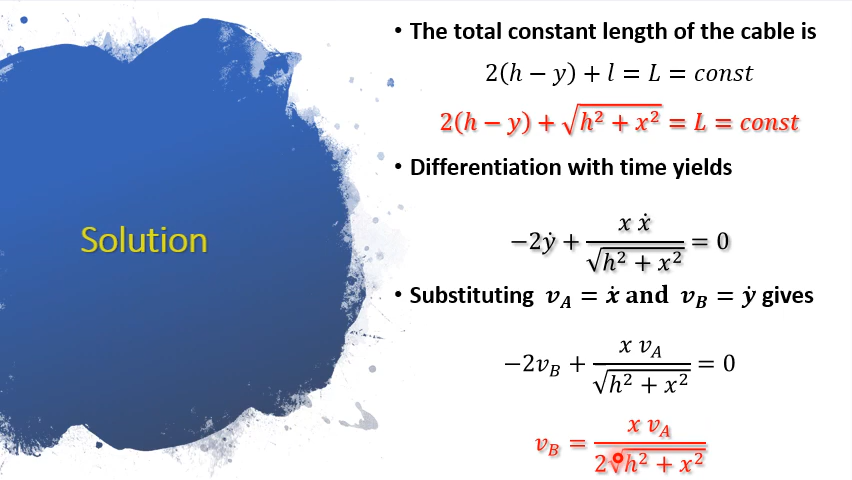 Solution
• The total constant length of the cable is
2(h − y) + l = L = const
2(h − y) + √(h² + x²) = L = const
• Differentiation with time yields
−2ẏ + x ẋ / √(h² + x²) = 0
• Substituting v_A = ẋ and v_B = ẏ gives
−2v_B + x v_A / √(h² + x²) = 0
v_B = x v_A / 2√(h² + x²)